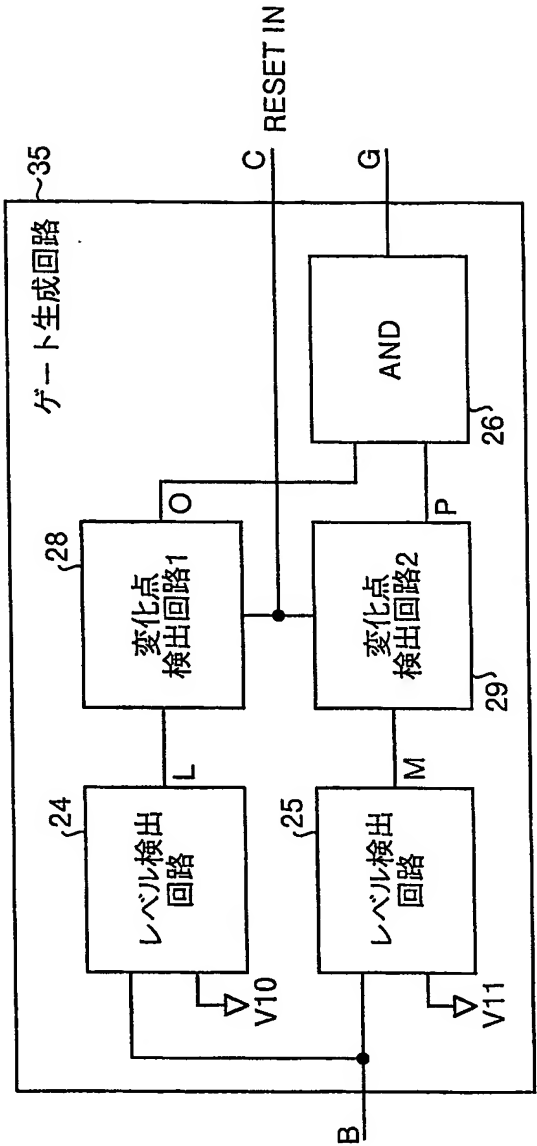 35
ゲート生成回路
C
RESET IN
28
変化点
検出回路1
O
24
レベル検出
回路
L
V10
G
AND
26
P
変化点
検出回路2
29
25
レベル検出
回路
M
V11
B